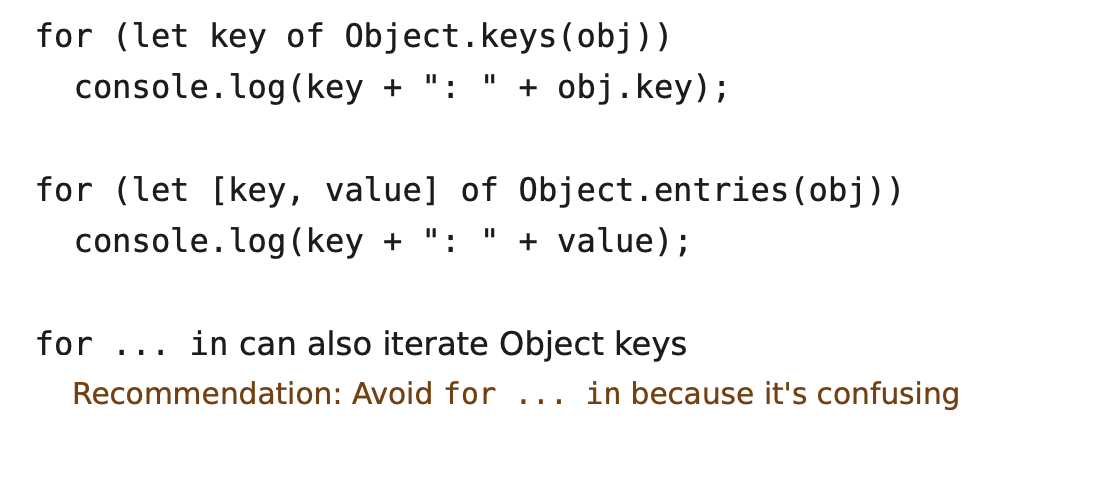 for (let key of Object.keys(obj))
  console.log(key + ": " + obj.key);
for (let [key, value] of Object.entries(obj))
  console.log(key + ": " + value);
for ... in can also iterate Object keys
Recommendation: Avoid for ... in because it's confusing